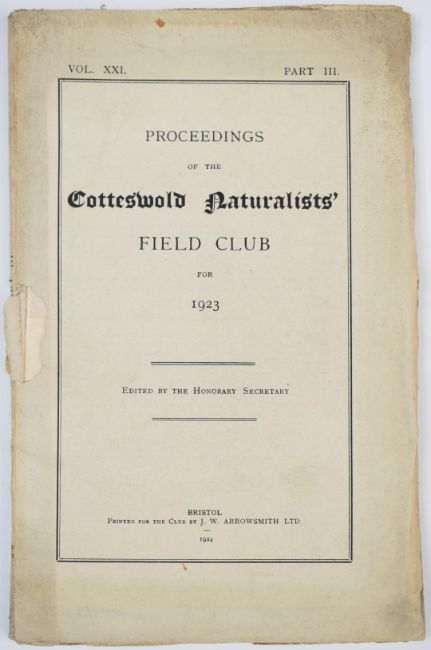 VOL. XXI. PART III.
PROCEEDINGS
OF THE
Cotteswold Naturalists'
FIELD CLUB
FOR
1923
EDITED BY THE HONORARY SECRETARY
BRISTOL
PRINTED FOR THE CLUB BY J. W. ARROWSMITH LTD.
1924